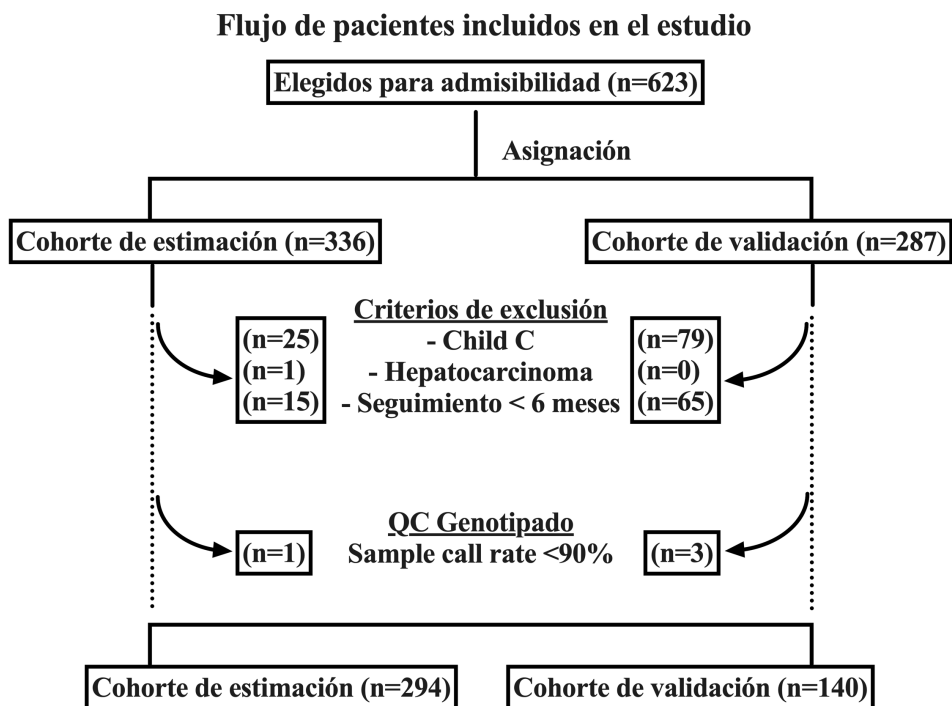 Flujo de pacientes incluidos en el estudio
Elegidos para admisibilidad (n=623)
Asignación
Cohorte de estimación (n=336)
Cohorte de validación (n=287)
Criterios de exclusión
(n=25) - Child C (n=79)
(n=1) - Hepatocarcinoma (n=0)
(n=15) - Seguimiento < 6 meses (n=65)
QC Genotipado
(n=1) Sample call rate <90% (n=3)
Cohorte de estimación (n=294)
Cohorte de validación (n=140)